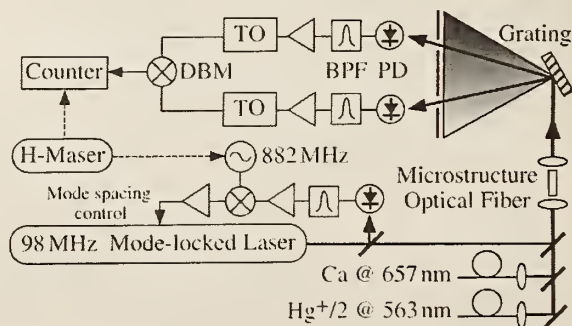 Grating
TO
TO
Counter
DBM
BPF PD
H-Maser
882 MHz
Mode spacing
control
Microstructure
Optical Fiber
98 MHz Mode-locked Laser
Ca @ 657 nm
Hg⁺/2 @ 563 nm